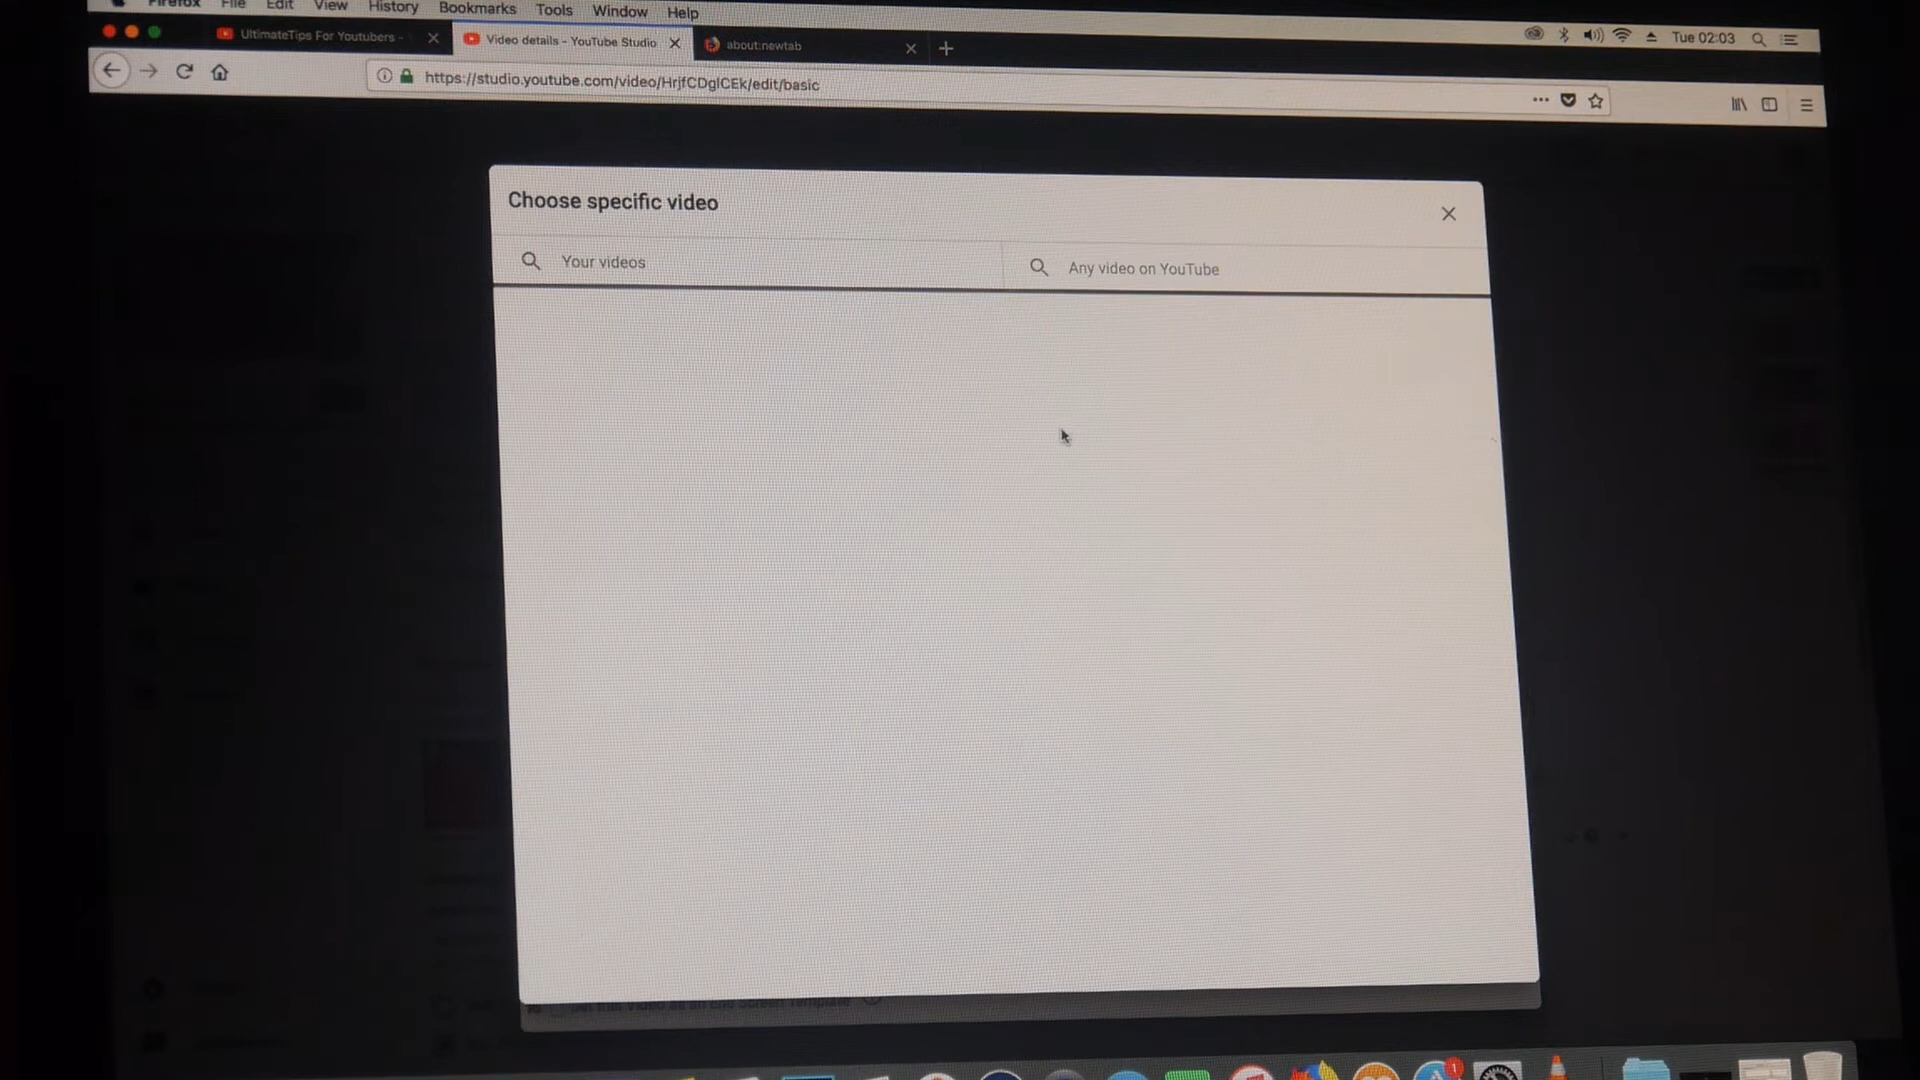 Firefox File Edit View History Bookmarks Tools Window Help
Tue 02:03
UltimateTips For Youtubers -
Video details - YouTube Studio
about:newtab
https://studio.youtube.com/video/HrjfCDglCEk/edit/basic
Choose specific video
Your videos
Any video on YouTube
1